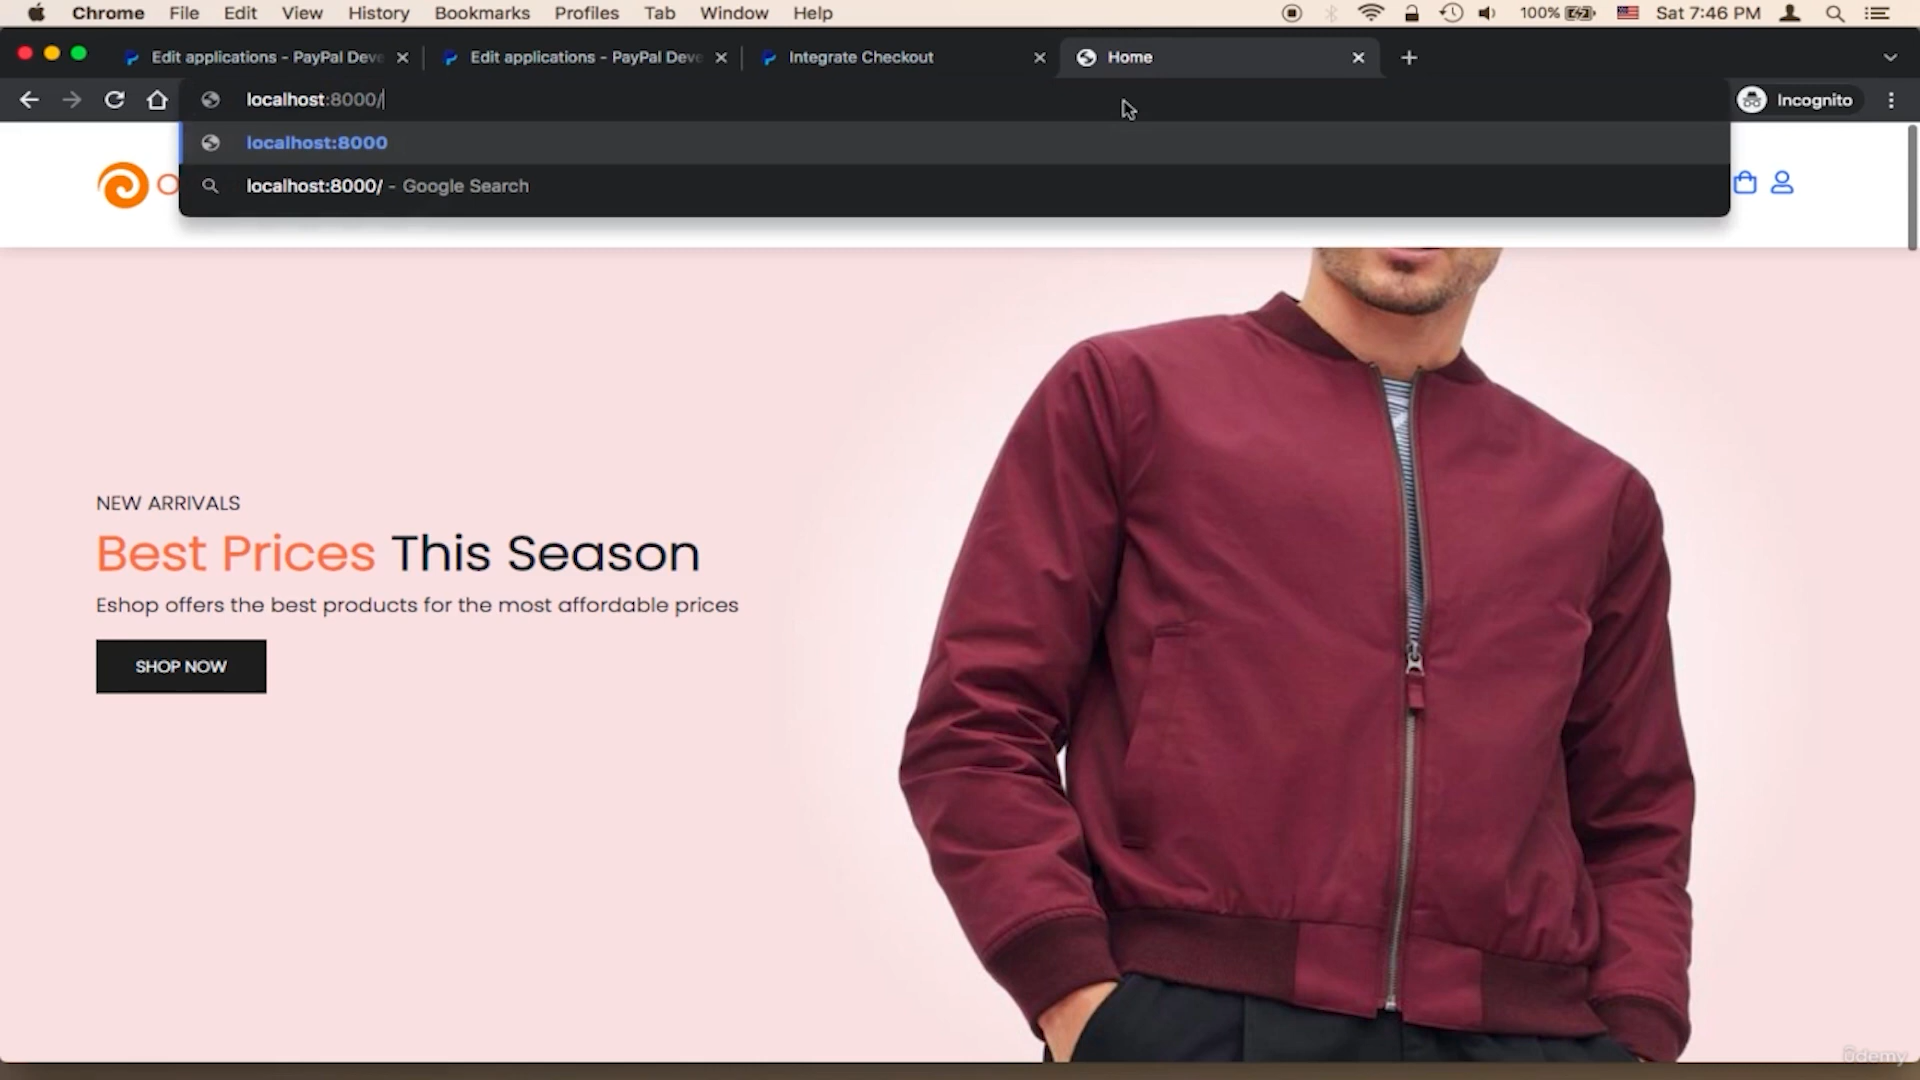 Chrome File Edit View History Bookmarks Profiles Tab Window Help 100% Sat 7:46 PM
Edit applications - PayPal Deve Edit applications - PayPal Deve Integrate Checkout Home
localhost:8000/ Incognito
localhost:8000
localhost:8000/ - Google Search
NEW ARRIVALS
Best Prices This Season
Eshop offers the best products for the most affordable prices
SHOP NOW
ûdemy